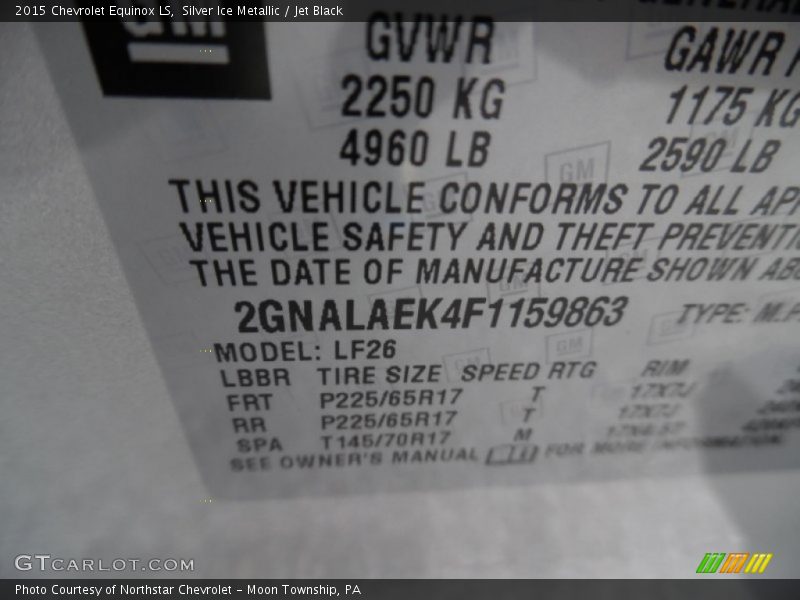 2015 Chevrolet Equinox LS, Silver Ice Metallic / Jet Black
GM
GVWR GAWR
2250 KG 1175 KG
4960 LB 2590 LB
THIS VEHICLE CONFORMS TO ALL
VEHICLE SAFETY AND THEFT
THE DATE OF MANUFACTURE SHOWN
2GNALAEK4F1159863 TYPE:
MODEL: LF26
LBBR TIRE SIZE SPEED RTG RIM
FRT P225/65R17 T 17X7J
RR P225/65R17 T 17X7J
SPA T145/70R17 M
SEE OWNER'S MANUAL FOR MORE INFORMATION
GTCARLOT.COM
Photo Courtesy of Northstar Chevrolet – Moon Township, PA